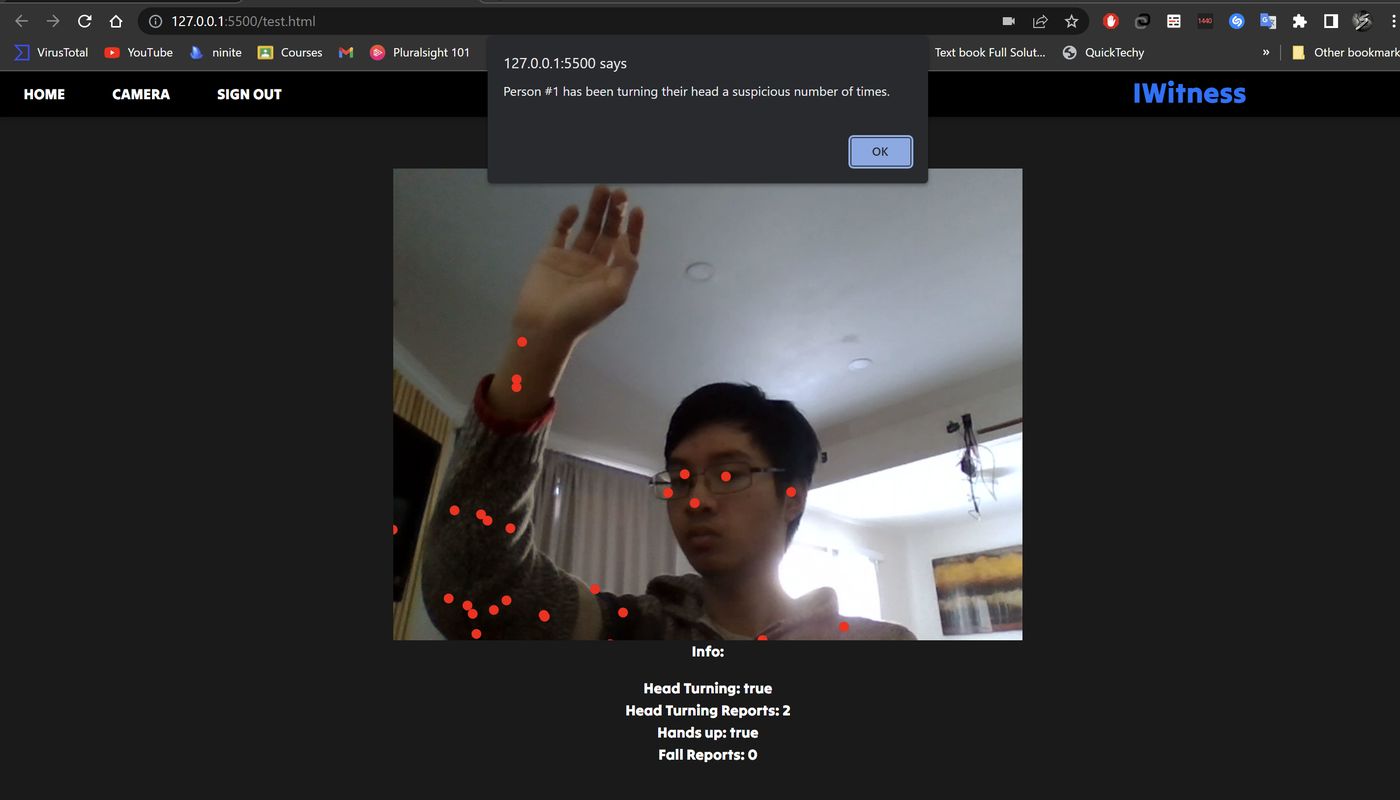 127.0.0.1:5500/test.html
1440
VirusTotal
YouTube
ninite
Courses
Pluralsight 101
Text book Full Solut...
QuickTechy
»
Other bookmark
127.0.0.1:5500 says
Person #1 has been turning their head a suspicious number of times.
OK
HOME
CAMERA
SIGN OUT
IWitness
Info:
Head Turning: true
Head Turning Reports: 2
Hands up: true
Fall Reports: 0